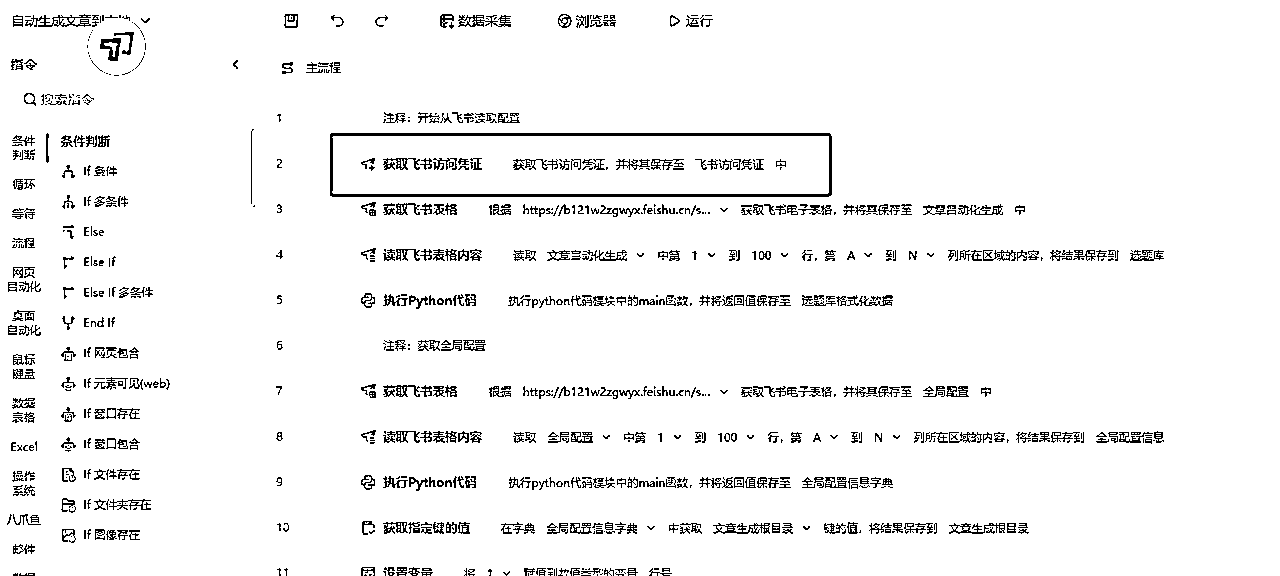 自动生成文章到本地
数据采集 浏览器 运行
指令
主流程
搜索指令
条件判断
循环
等待
流程
网页自动化
桌面自动化
鼠标键盘
数据表格
Excel
操作系统
八爪鱼
邮件
条件判断
If 条件
If 多条件
Else
Else If
Else If 多条件
End If
If 网页包含
If 元素可见(web)
If 窗口存在
If 窗口包含
If 文件存在
If 文件夹存在
If 图像存在
1 注释：开始从飞书读取配置
2 获取飞书访问凭证 获取飞书访问凭证，并将其保存至 飞书访问凭证 中
3 获取飞书表格 根据 https://b121w2zgwyx.feishu.cn/s... 获取飞书电子表格，并将其保存至 文章自动化生成 中
4 读取飞书表格内容 读取 文章自动化生成 中第 1 到 100 行，第 A 到 N 列所在区域的内容，将结果保存到 选题库
5 执行Python代码 执行python代码模块中的main函数，并将返回值保存至 选题库格式化数据
6 注释：获取全局配置
7 获取飞书表格 根据 https://b121w2zgwyx.feishu.cn/s... 获取飞书电子表格，并将其保存至 全局配置 中
8 读取飞书表格内容 读取 全局配置 中第 1 到 100 行，第 A 到 N 列所在区域的内容，将结果保存到 全局配置信息
9 执行Python代码 执行python代码模块中的main函数，并将返回值保存至 全局配置信息字典
10 获取指定键的值 在字典 全局配置信息字典 中获取 文章生成根目录 键的值，将结果保存到 文章生成根目录
11 设置变量 将 1 赋值到数值类型的变量 行号